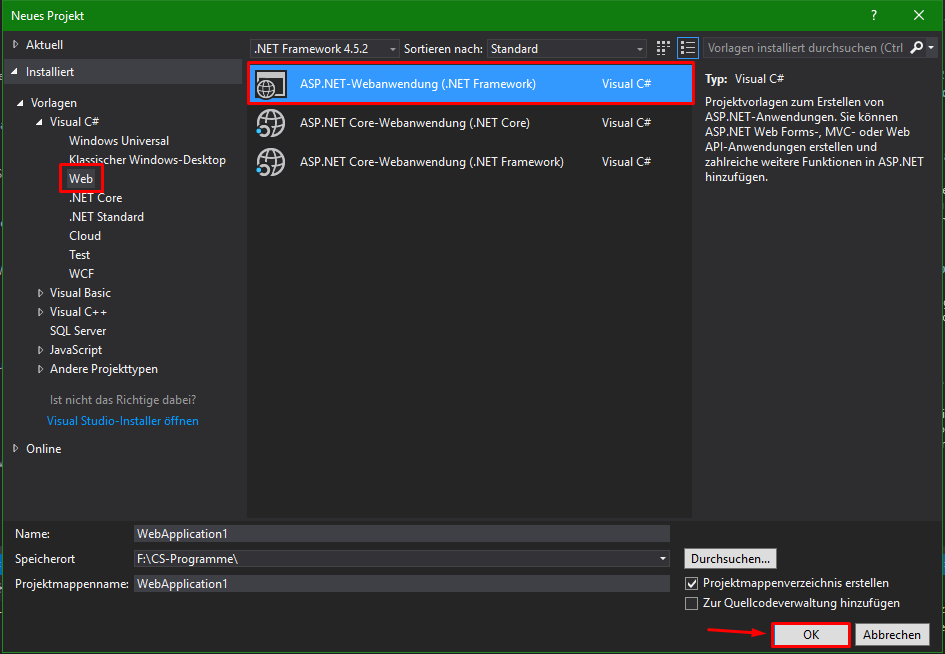 Neues Projekt
?
Aktuell
.NET Framework 4.5.2
Sortieren nach:
Standard
Vorlagen installiert durchsuchen (Ctrl
Installiert
Vorlagen
Visual C#
Windows Universal
Klassischer Windows-Desktop
Web
.NET Core
.NET Standard
Cloud
Test
WCF
Visual Basic
Visual C++
SQL Server
JavaScript
Andere Projekttypen
Ist nicht das Richtige dabei?
Visual Studio-Installer öffnen
Online
ASP.NET-Webanwendung (.NET Framework) Visual C#
ASP.NET Core-Webanwendung (.NET Core) Visual C#
ASP.NET Core-Webanwendung (.NET Framework) Visual C#
Typ: Visual C#
Projektvorlagen zum Erstellen von
ASP.NET-Anwendungen. Sie können
ASP.NET Web Forms-, MVC- oder Web
API-Anwendungen erstellen und
zahlreiche weitere Funktionen in ASP.NET
hinzufügen.
Name: WebApplication1
Speicherort F:\CS-Programme\
Projektmappenname: WebApplication1
Durchsuchen...
Projektmappenverzeichnis erstellen
Zur Quellcodeverwaltung hinzufügen
OK
Abbrechen